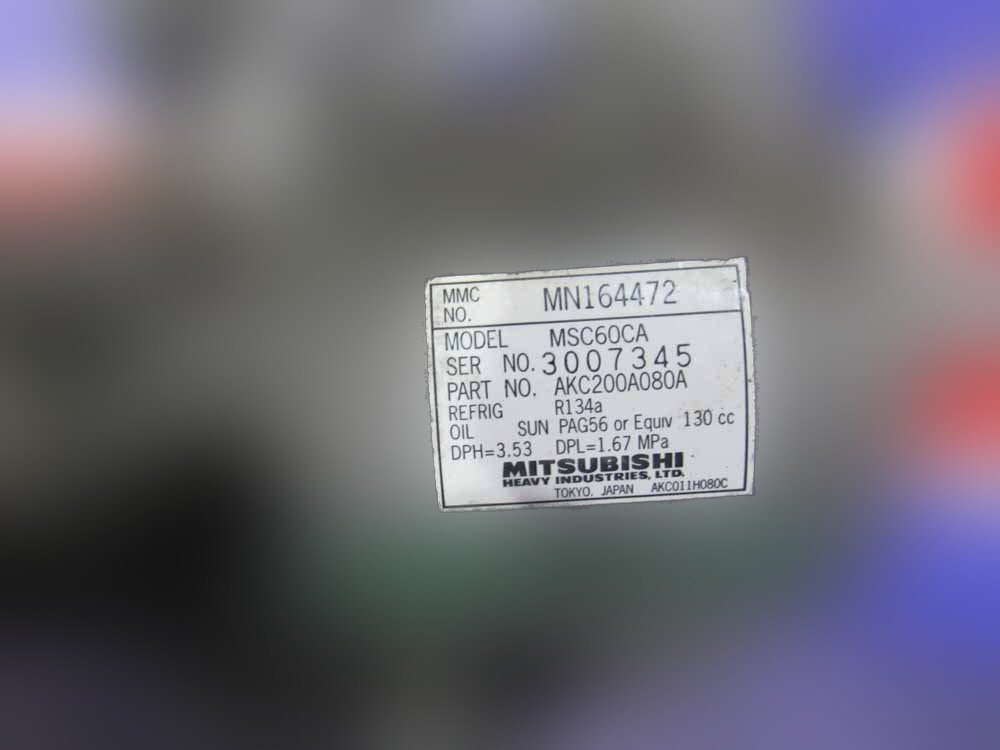 MMC NO. MN164472
MODEL MSC60CA
SER NO. 3007345
PART NO. AKC200A080A
REFRIG R134a
OIL SUN PAG56 or Equiv 130 cc
DPH=3.53 DPL=1.67 MPa
MITSUBISHI
HEAVY INDUSTRIES, LTD.
TOKYO. JAPAN AKC011H080C